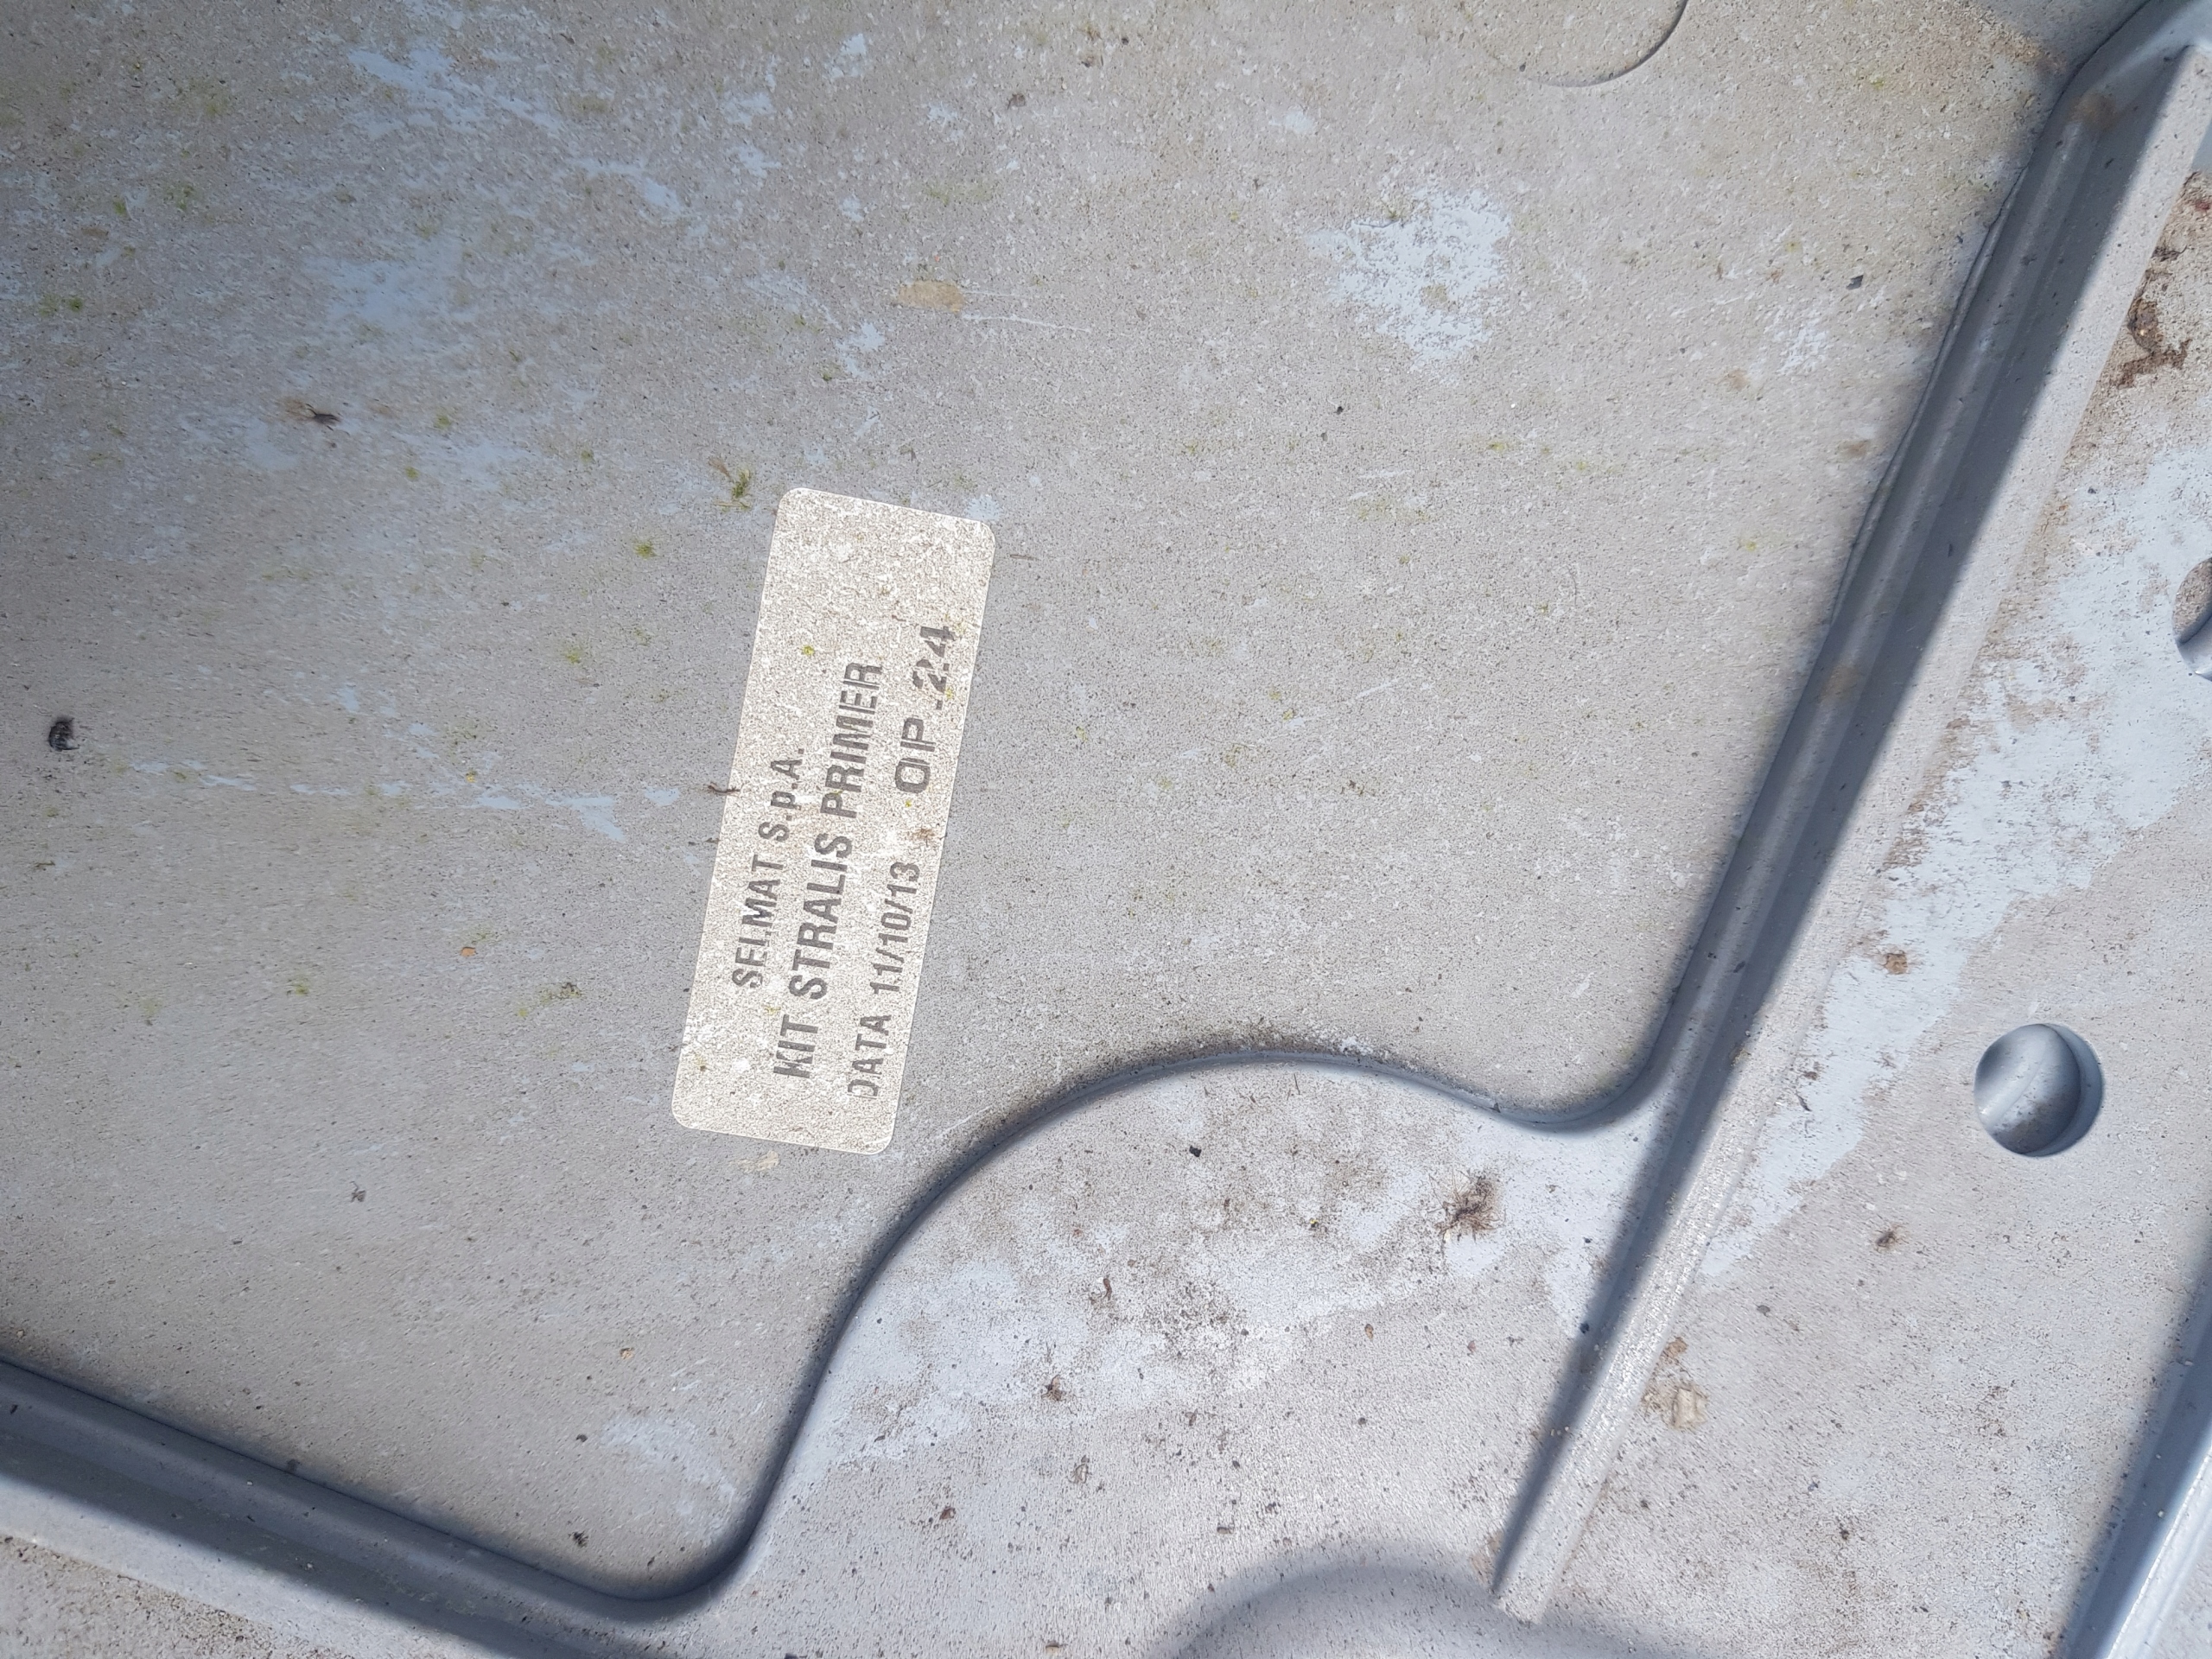 SELMAT S.p.A.
KIT STRALIS PRIMER
DATA 11/10/13 OP.24